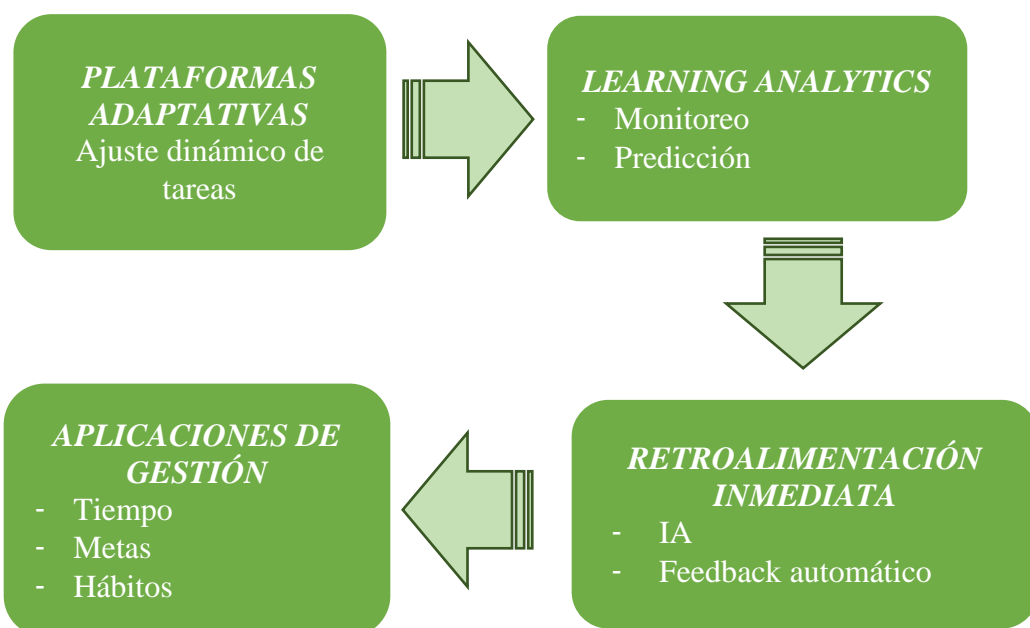 PLATAFORMAS
ADAPTATIVAS
Ajuste dinámico de
tareas
LEARNING ANALYTICS
- Monitoreo
- Predicción
RETROALIMENTACIÓN
INMEDIATA
- IA
- Feedback automático
APLICACIONES DE
GESTIÓN
- Tiempo
- Metas
- Hábitos